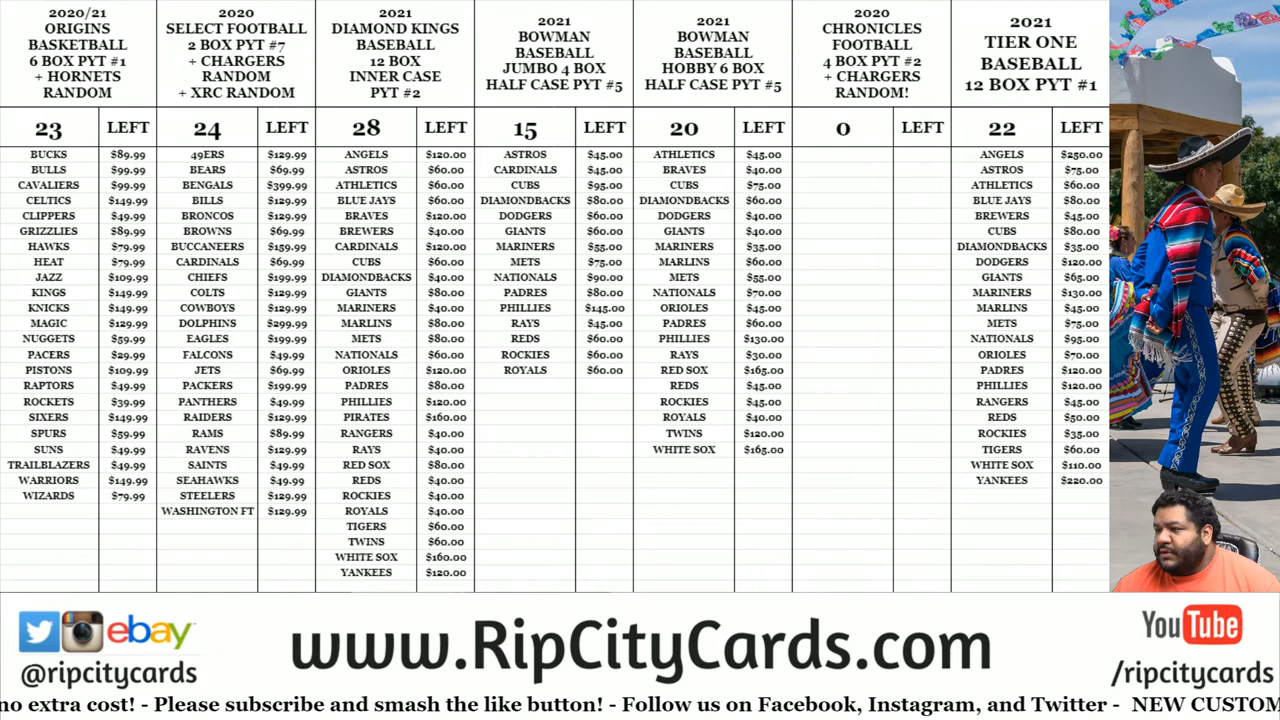 2020/21
ORIGINS
BASKETBALL
6 BOX PYT #1
+ HORNETS
RANDOM
23 LEFT
BUCKS $89.99
BULLS $99.99
CAVALIERS $99.99
CELTICS $149.99
CLIPPERS $49.99
GRIZZLIES $89.99
HAWKS $79.99
HEAT $79.99
JAZZ $109.99
KINGS $149.99
KNICKS $149.99
MAGIC $129.99
NUGGETS $59.99
PACERS $29.99
PISTONS $109.99
RAPTORS $49.99
ROCKETS $39.99
SIXERS $149.99
SPURS $59.99
SUNS $49.99
TRAILBLAZERS $49.99
WARRIORS $149.99
WIZARDS $79.99
2020
SELECT FOOTBALL
2 BOX PYT #7
+ CHARGERS
RANDOM
+ XRC RANDOM
24 LEFT
49ERS $129.99
BEARS $69.99
BENGALS $399.99
BILLS $129.99
BRONCOS $129.99
BROWNS $69.99
BUCCANEERS $159.99
CARDINALS $69.99
CHIEFS $199.99
COLTS $129.99
COWBOYS $129.99
DOLPHINS $299.99
EAGLES $199.99
FALCONS $49.99
JETS $69.99
PACKERS $199.99
PANTHERS $49.99
RAIDERS $129.99
RAMS $89.99
RAVENS $129.99
SAINTS $49.99
SEAHAWKS $49.99
STEELERS $129.99
WASHINGTON FT $129.99
2021
DIAMOND KINGS
BASEBALL
12 BOX
INNER CASE
PYT #2
28 LEFT
ANGELS $120.00
ASTROS $60.00
ATHLETICS $60.00
BLUE JAYS $60.00
BRAVES $120.00
BREWERS $40.00
CARDINALS $120.00
CUBS $60.00
DIAMONDBACKS $40.00
GIANTS $80.00
MARINERS $40.00
MARLINS $80.00
METS $80.00
NATIONALS $60.00
ORIOLES $120.00
PADRES $80.00
PHILLIES $120.00
PIRATES $160.00
RANGERS $40.00
RAYS $40.00
RED SOX $80.00
REDS $40.00
ROCKIES $40.00
ROYALS $40.00
TIGERS $60.00
TWINS $60.00
WHITE SOX $160.00
YANKEES $120.00
2021
BOWMAN
BASEBALL
JUMBO 4 BOX
HALF CASE PYT #5
15 LEFT
ASTROS $45.00
CARDINALS $45.00
CUBS $95.00
DIAMONDBACKS $80.00
DODGERS $60.00
GIANTS $60.00
MARINERS $55.00
METS $75.00
NATIONALS $90.00
PADRES $80.00
PHILLIES $145.00
RAYS $45.00
REDS $60.00
ROCKIES $60.00
ROYALS $60.00
2021
BOWMAN
BASEBALL
HOBBY 6 BOX
HALF CASE PYT #5
20 LEFT
ATHLETICS $45.00
BRAVES $40.00
CUBS $75.00
DIAMONDBACKS $60.00
DODGERS $40.00
GIANTS $40.00
MARINERS $35.00
MARLINS $60.00
METS $55.00
NATIONALS $70.00
ORIOLES $45.00
PADRES $60.00
PHILLIES $130.00
RAYS $30.00
RED SOX $165.00
REDS $45.00
ROCKIES $45.00
ROYALS $40.00
TWINS $120.00
WHITE SOX $165.00
2020
CHRONICLES
FOOTBALL
4 BOX PYT #2
+ CHARGERS
RANDOM!
0 LEFT
2021
TIER ONE
BASEBALL
12 BOX PYT #1
22 LEFT
ANGELS $250.00
ASTROS $75.00
ATHLETICS $60.00
BLUE JAYS $80.00
BREWERS $45.00
CUBS $80.00
DIAMONDBACKS $35.00
DODGERS $120.00
GIANTS $65.00
MARINERS $130.00
MARLINS $45.00
METS $75.00
NATIONALS $95.00
ORIOLES $70.00
PADRES $120.00
PHILLIES $120.00
RANGERS $45.00
REDS $50.00
ROCKIES $35.00
TIGERS $60.00
WHITE SOX $110.00
YANKEES $220.00
ebay
@ripcitycards
www.RipCityCards.com
YouTube
/ripcitycards
no extra cost! - Please subscribe and smash the like button! - Follow us on Facebook, Instagram, and Twitter - NEW CUSTOM